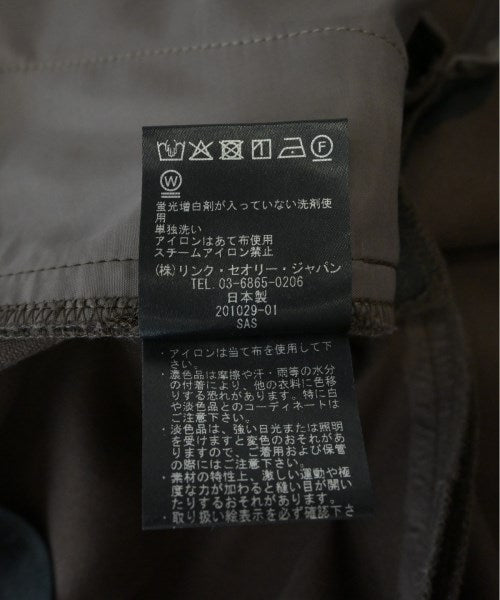 F
W
蛍光増白剤が入っていない洗剤使
用
単独洗い
アイロンはあて布使用
スチームアイロン禁止
(株)リンク・セオリー・ジャパン
TEL. 03-6865-0206
日本製
201029-01
SAS
・アイロンは当て布を使用して下
さい。
・濃色品は摩擦や汗・雨等の水分
の付着により、他の衣料に色移
りする恐れがあります。特に白
や淡色品とのコーディネートは
ご注意下さい。
・淡色品は、強い日光または照明
を受けますと変色のおそれがあ
りますので、ご着用および保管
の際にはご注意下さい。
・素材の特性上、激しい運動や極
度な力が加わると縫い目が開い
たりするおそれがあります。
・取り扱い絵表示を必ず確認下さ